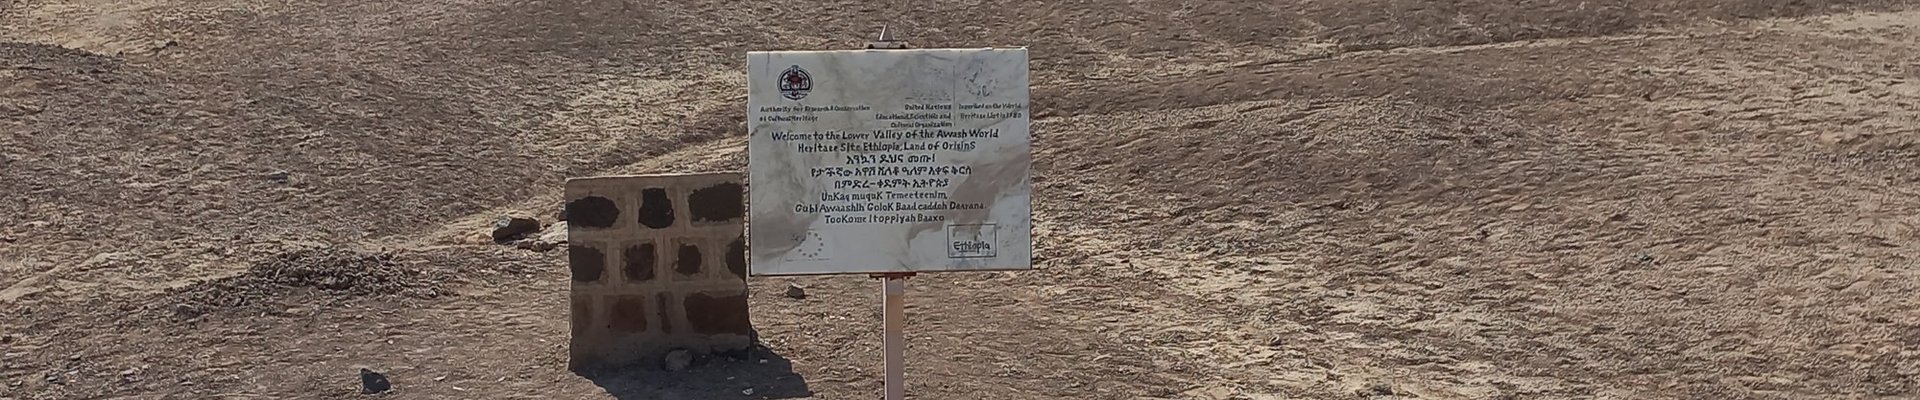 Authority for Research & Conservation
of Cultural Heritage
United Nations
Educational, Scientific and
Cultural Organization
Inscribed on the World
Heritage List in 1980
Welcome to the Lower Valley of the Awash World
Heritage Site Ethiopia, Land of Origins
እንኳን ደህና መጡ!
የታችኛው አዋሽ ሸለቆ ዓለም አቀፍ ቅርስ
በምድረ-ቀደምት ኢትዮጵያ
UnKaq muquK Temeeteenim,
Gubi Awaashih GoloK Baad caddoh Daarana.
TooKome Itoppiyah Baaxo
Ethiopia